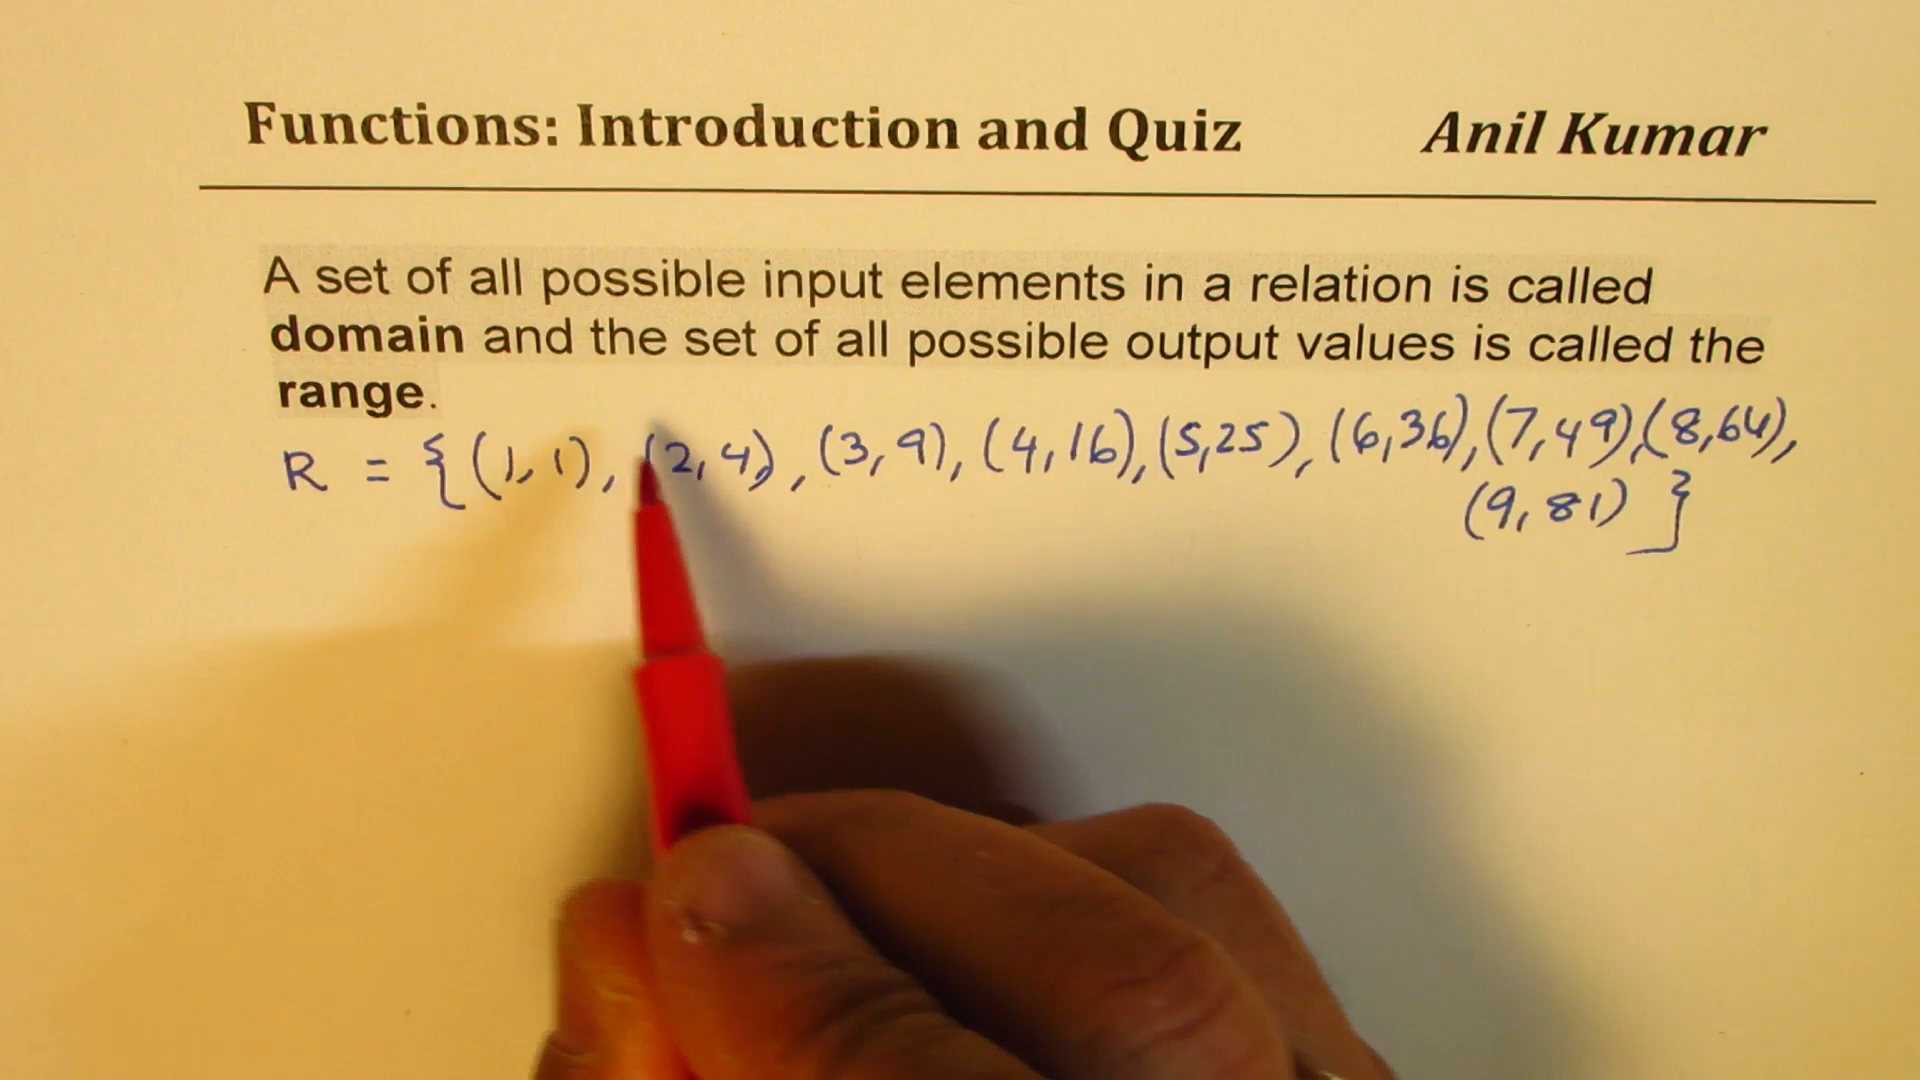 Functions: Introduction and Quiz Anil Kumar
A set of all possible input elements in a relation is called
domain and the set of all possible output values is called the
range.
R = {(1, 1), (2, 4), (3, 9), (4, 16), (5, 25), (6, 36), (7, 49), (8, 64),
(9, 81) }